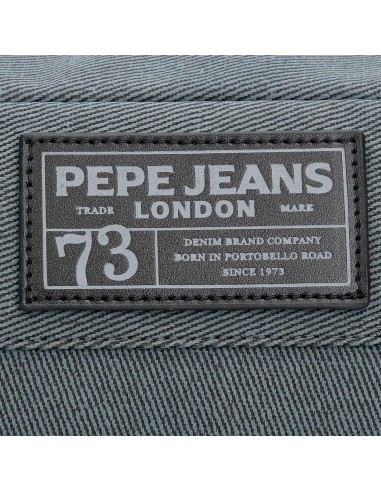 PEPE JEANS
TRADE LONDON MARK
73
DENIM BRAND COMPANY
BORN IN PORTOBELLO ROAD
SINCE 1973